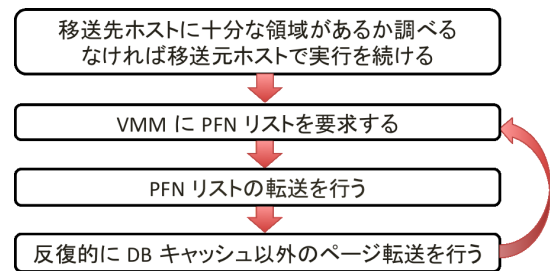 移送先ホストに十分な領域があるか調べる
なければ移送元ホストで実行を続ける
VMM に PFN リストを要求する
PFN リストの転送を行う
反復的に DB キャッシュ以外のページ転送を行う